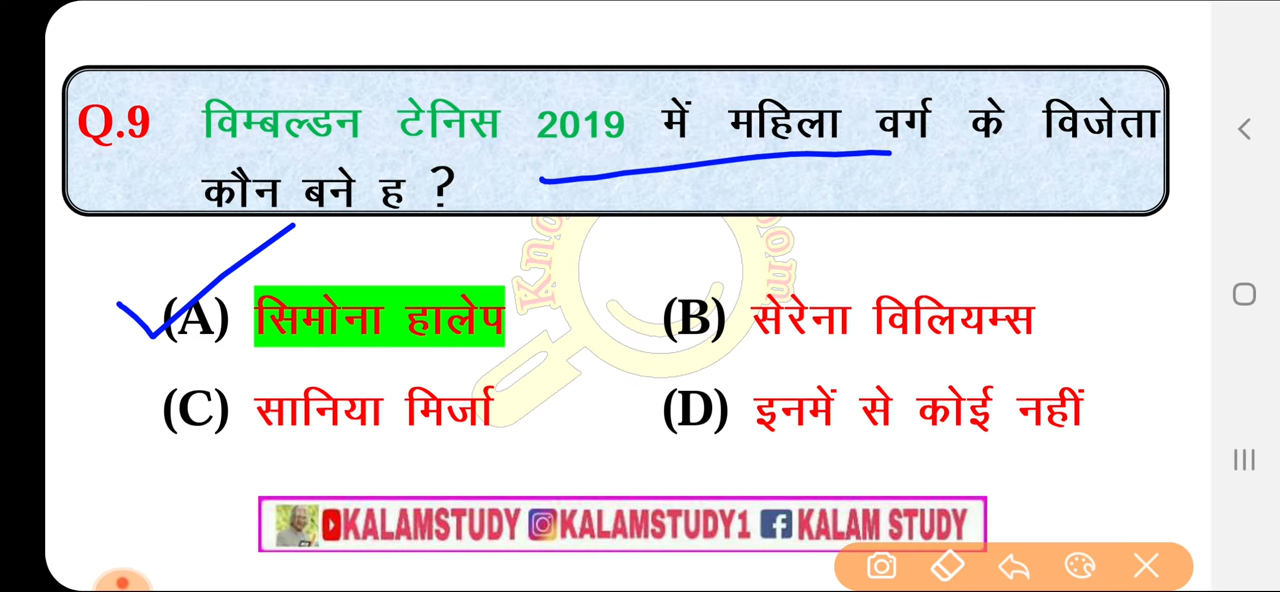 Q.9 विम्बल्डन टेनिस 2019 में महिला वर्ग के विजेता
कौन बने ह ?
(A) सिमोना हालेप (B) सेरेना विलियम्स
(C) सानिया मिर्जा (D) इनमें से कोई नहीं
KALAMSTUDY KALAMSTUDY1 KALAM STUDY